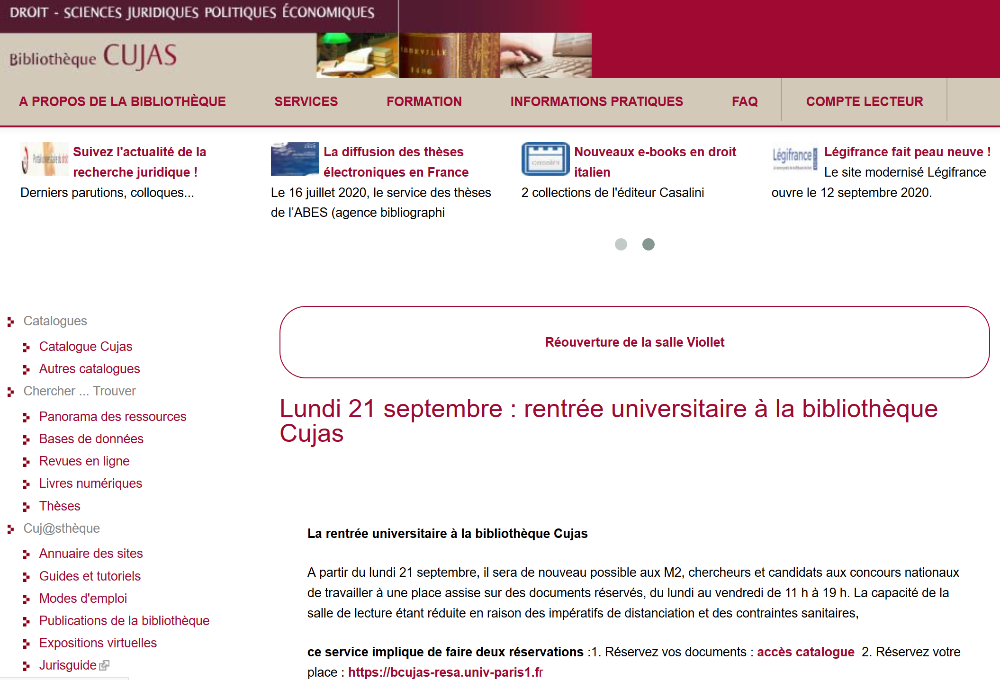 DROIT - SCIENCES JURIDIQUES POLITIQUES ÉCONOMIQUES
Bibliothèque CUJAS
A PROPOS DE LA BIBLIOTHÈQUE
SERVICES
FORMATION
INFORMATIONS PRATIQUES
FAQ
COMPTE LECTEUR
Suivez l'actualité de la
recherche juridique !
Derniers parutions, colloques...
La diffusion des thèses
électroniques en France
Le 16 juillet 2020, le service des thèses
de l’ABES (agence bibliographi
casalini
Nouveaux e-books en droit
italien
2 collections de l'éditeur Casalini
Légifrance
Légifrance fait peau neuve !
Le site modernisé Légifrance
ouvre le 12 septembre 2020.
Catalogues
Catalogue Cujas
Autres catalogues
Chercher ... Trouver
Panorama des ressources
Bases de données
Revues en ligne
Livres numériques
Thèses
Cuj@sthèque
Annuaire des sites
Guides et tutoriels
Modes d'emploi
Publications de la bibliothèque
Expositions virtuelles
Jurisguide
Réouverture de la salle Viollet
Lundi 21 septembre : rentrée universitaire à la bibliothèque
Cujas
La rentrée universitaire à la bibliothèque Cujas
A partir du lundi 21 septembre, il sera de nouveau possible aux M2, chercheurs et candidats aux concours nationaux
de travailler à une place assise sur des documents réservés, du lundi au vendredi de 11 h à 19 h. La capacité de la
salle de lecture étant réduite en raison des impératifs de distanciation et des contraintes sanitaires,
ce service implique de faire deux réservations :1. Réservez vos documents : accès catalogue 2. Réservez votre
place : https://bcujas-resa.univ-paris1.fr